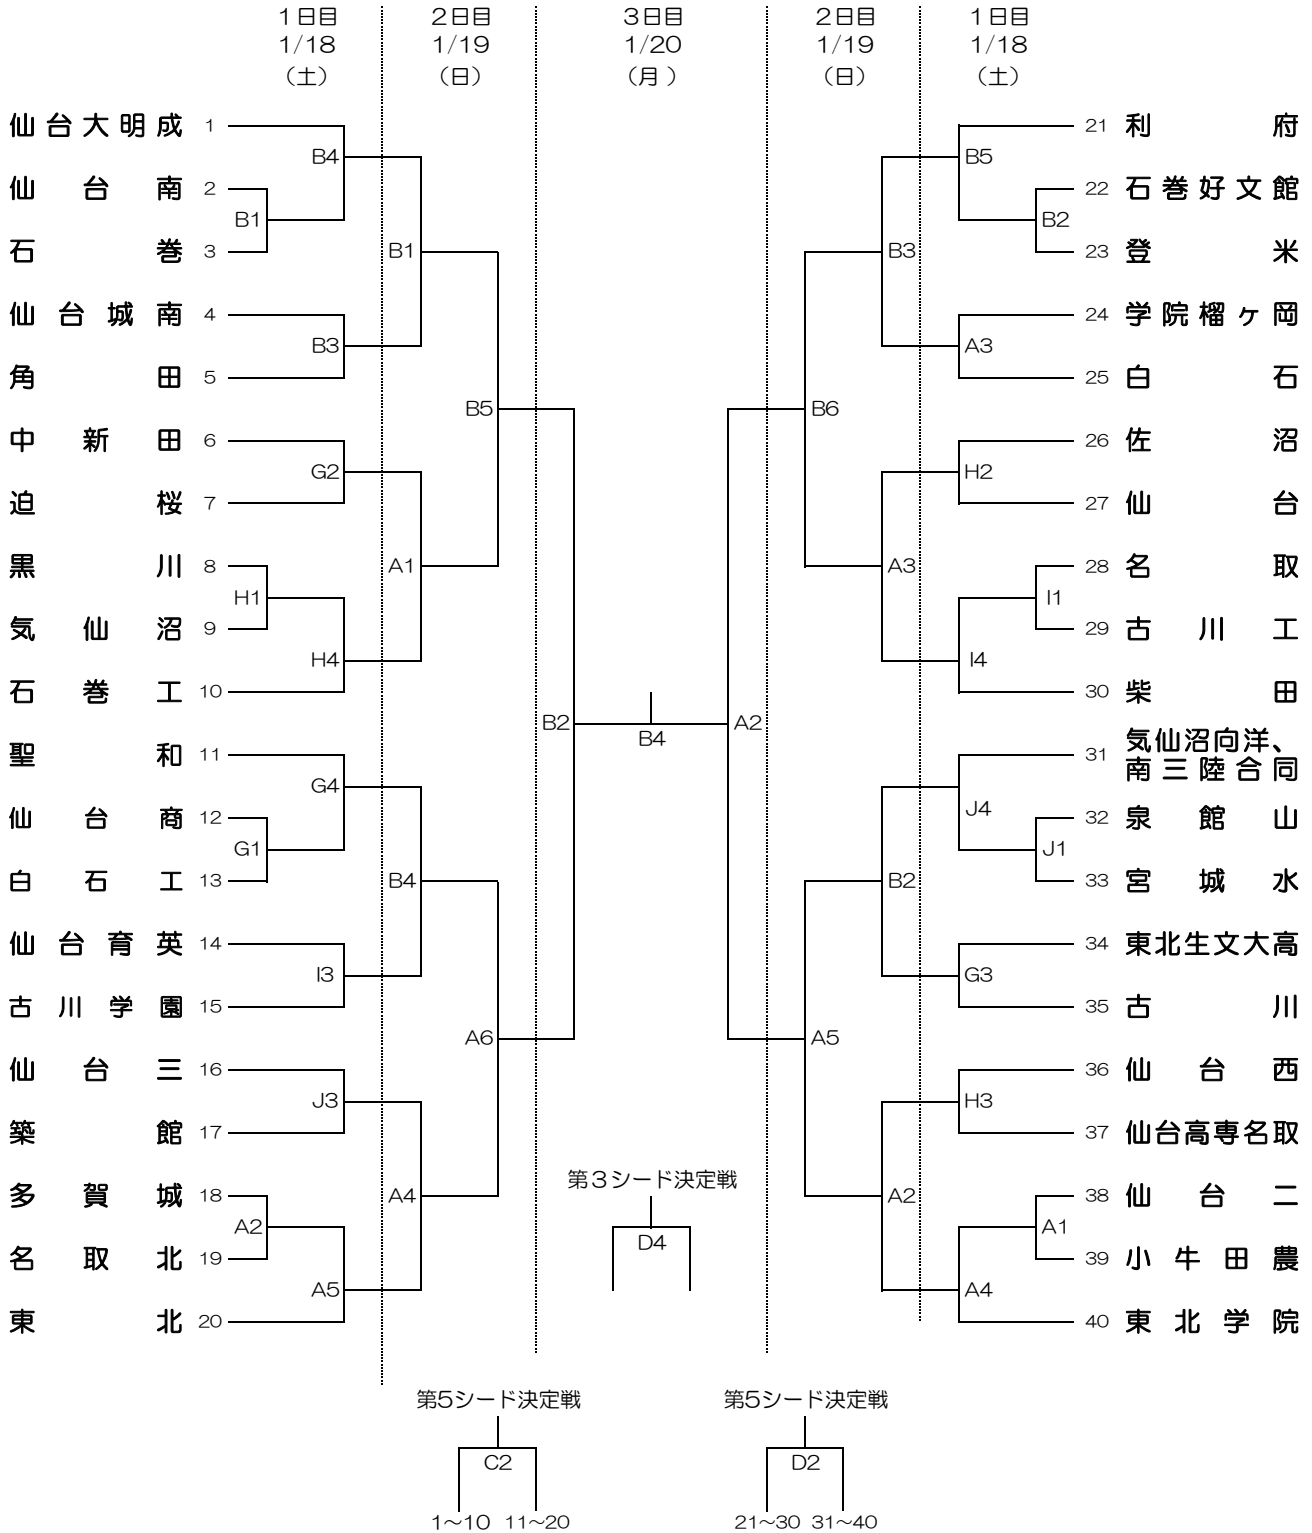 1日目 2日目 3日目 2日目 1日目
1/18 1/19 1/20 1/19 1/18
（土） （日） （月） （日） （土）
仙台大明成 1
B4
仙台南 2
B1
石巻 3
B1
仙台城南 4
B3
角田 5
B5
中新田 6
G2
迫桜 7
黒川 8
A1
H1
気仙沼 9
H4
石巻工 10
B2
聖和 11
G4
仙台商 12
G1
白石工 13
B4
仙台育英 14
I3
古川学園 15
A6
仙台三 16
J3
築館 17
多賀城 18
A4
A2
名取北 19
A5
東北 20
B4
21 利府
B5
22 石巻好文館
B2
23 登米
B3
24 学院榴ヶ岡
A3
25 白石
B6
26 佐沼
H2
27 仙台
28 名取
A3
I1
29 古川工
I4
30 柴田
A2
31 気仙沼向洋、
南三陸合同
J4
32 泉館山
J1
33 宮城水
B2
34 東北生文大高
G3
35 古川
A5
36 仙台西
H3
37 仙台高専名取
38 仙台二
A2
A1
39 小牛田農
A4
40 東北学院
第3シード決定戦
D4
第5シード決定戦 第5シード決定戦
C2 D2
1～10 11～20 21～30 31～40